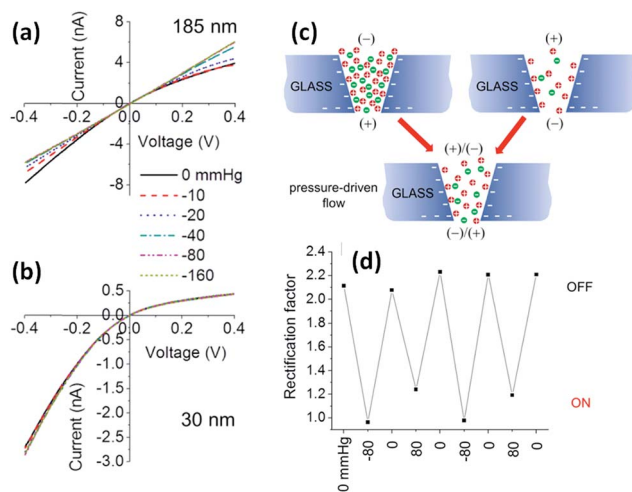 (a)
185 nm
Current (nA)
8
4
0
-4
-8
-0.4 -0.2 0.0 0.2 0.4
Voltage (V)
0 mmHg
-10
-20
-40
-80
-160
(b)
0.5
0.0
-0.5
-1.0
-1.5
-2.0
-2.5
-3.0
-0.4 -0.2 0.0 0.2 0.4
Voltage (V)
Current (nA)
30 nm
(c)
(−) (+)
GLASS GLASS
(+) (−)
(+)/(−)
pressure-driven
flow
GLASS
(−)/(+)
2.4
2.2
2.0
1.8
1.6
1.4
1.2
1.0
Rectification factor
OFF
ON
(d)
0 mmHg
-80
0
80
0
-80
0
80
0